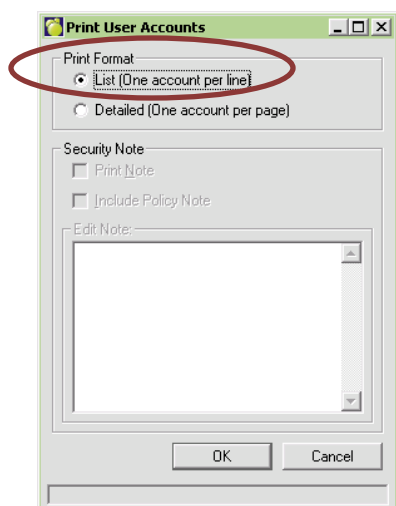 Print User Accounts
Print Format
List (One account per line)
Detailed (One account per page)
Security Note
Print Note
Include Policy Note
Edit Note:
OK Cancel